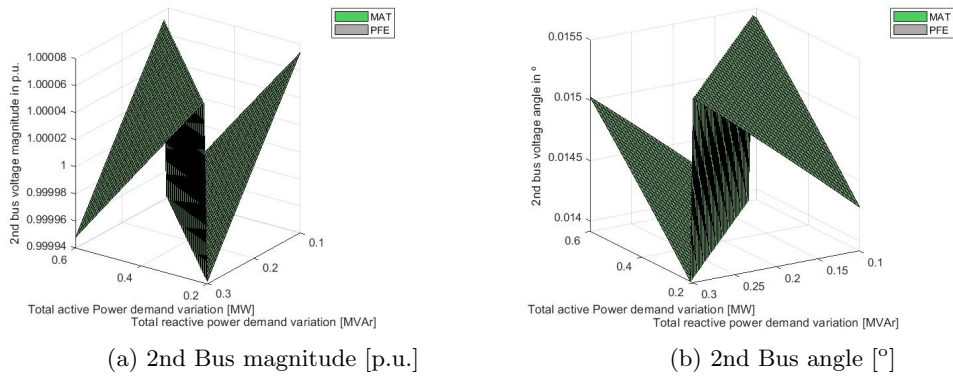 MAT
PFE
1.00008
1.00006
1.00004
1.00002
1
0.99998
0.99996
0.99994
2nd bus voltage magnitude in p.u.
0.6
0.4
0.2
0.3
0.2
0.1
Total active Power demand variation [MW]
Total reactive power demand variation [MVAr]
(a) 2nd Bus magnitude [p.u.]
MAT
PFE
0.0155
0.015
0.0145
0.014
2nd bus voltage angle in º
0.6
0.4
0.2
0.3
0.25
0.2
0.15
0.1
Total active Power demand variation [MW]
Total reactive power demand variation [MVAr]
(b) 2nd Bus angle [º]